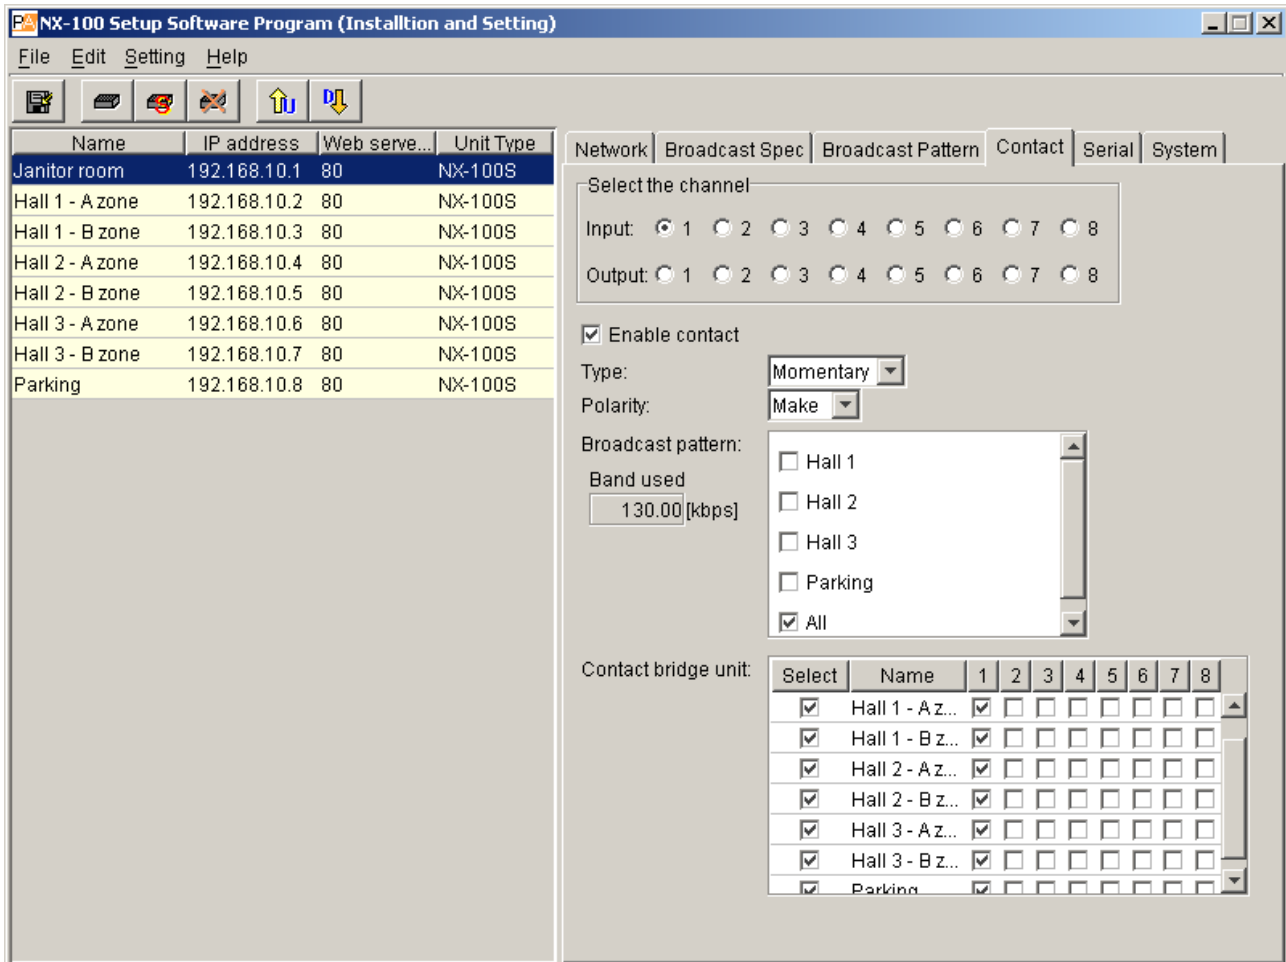 NX-100 Setup Software Program (Installtion and Setting)
File Edit Setting Help
Name IP address Web serve... Unit Type
Janitor room 192.168.10.1 80 NX-100S
Hall 1 - A zone 192.168.10.2 80 NX-100S
Hall 1 - B zone 192.168.10.3 80 NX-100S
Hall 2 - A zone 192.168.10.4 80 NX-100S
Hall 2 - B zone 192.168.10.5 80 NX-100S
Hall 3 - A zone 192.168.10.6 80 NX-100S
Hall 3 - B zone 192.168.10.7 80 NX-100S
Parking 192.168.10.8 80 NX-100S
Network Broadcast Spec Broadcast Pattern Contact Serial System
Select the channel
Input: 1 2 3 4 5 6 7 8
Output: 1 2 3 4 5 6 7 8
Enable contact
Type: Momentary
Polarity: Make
Broadcast pattern:
Band used
130.00 [kbps]
Hall 1
Hall 2
Hall 3
Parking
All
Contact bridge unit:
Select Name 1 2 3 4 5 6 7 8
Hall 1 - A z...
Hall 1 - B z...
Hall 2 - A z...
Hall 2 - B z...
Hall 3 - A z...
Hall 3 - B z...
Parking